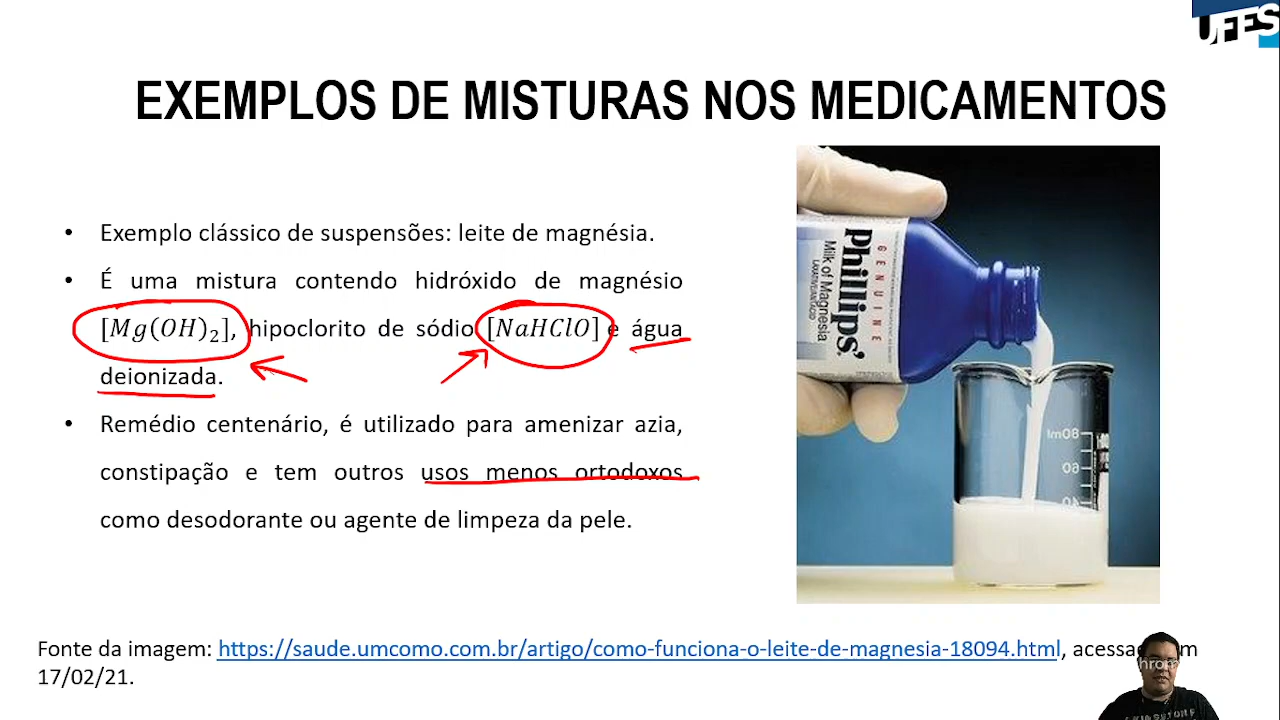 UFES
EXEMPLOS DE MISTURAS NOS MEDICAMENTOS
• Exemplo clássico de suspensões: leite de magnésia.
• É uma mistura contendo hidróxido de magnésio
[Mg(OH)₂], hipoclorito de sódio [NaHClO] e água
deionizada.
• Remédio centenário, é utilizado para amenizar azia,
constipação e tem outros usos menos ortodoxos
como desodorante ou agente de limpeza da pele.
GENUINE
Phillips'
Milk of Magnesia
80ml
60
40
Fonte da imagem: https://saude.umcomo.com.br/artigo/como-funciona-o-leite-de-magnesia-18094.html,
17/02/21.